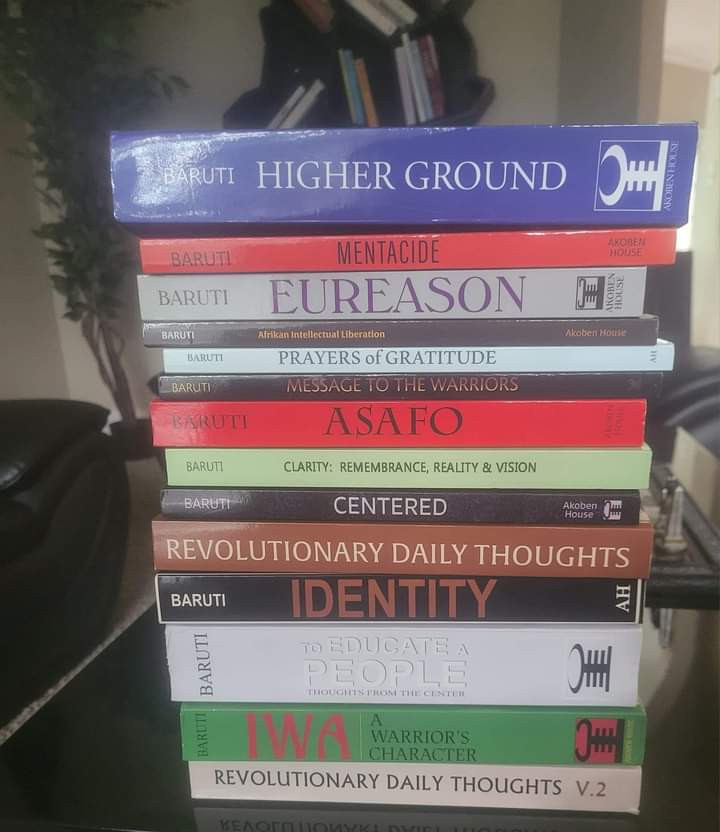 BARUTI HIGHER GROUND AKOBEN HOUSE
BARUTI MENTACIDE AKOBEN HOUSE
BARUTI EUREASON AKOBEN HOUSE
BARUTI Afrikan Intellectual Liberation Akoben House
BARUTI PRAYERS of GRATITUDE AH
BARUTI MESSAGE TO THE WARRIORS
BARUTI ASAFO AKOBEN HOUSE
BARUTI CLARITY: REMEMBRANCE, REALITY & VISION
BARUTI CENTERED Akoben House
REVOLUTIONARY DAILY THOUGHTS
BARUTI IDENTITY AH
BARUTI TO EDUCATE A
PEOPLE
THOUGHTS FROM THE CENTER
BARUTI IWA A
WARRIOR'S
CHARACTER
REVOLUTIONARY DAILY THOUGHTS V.2